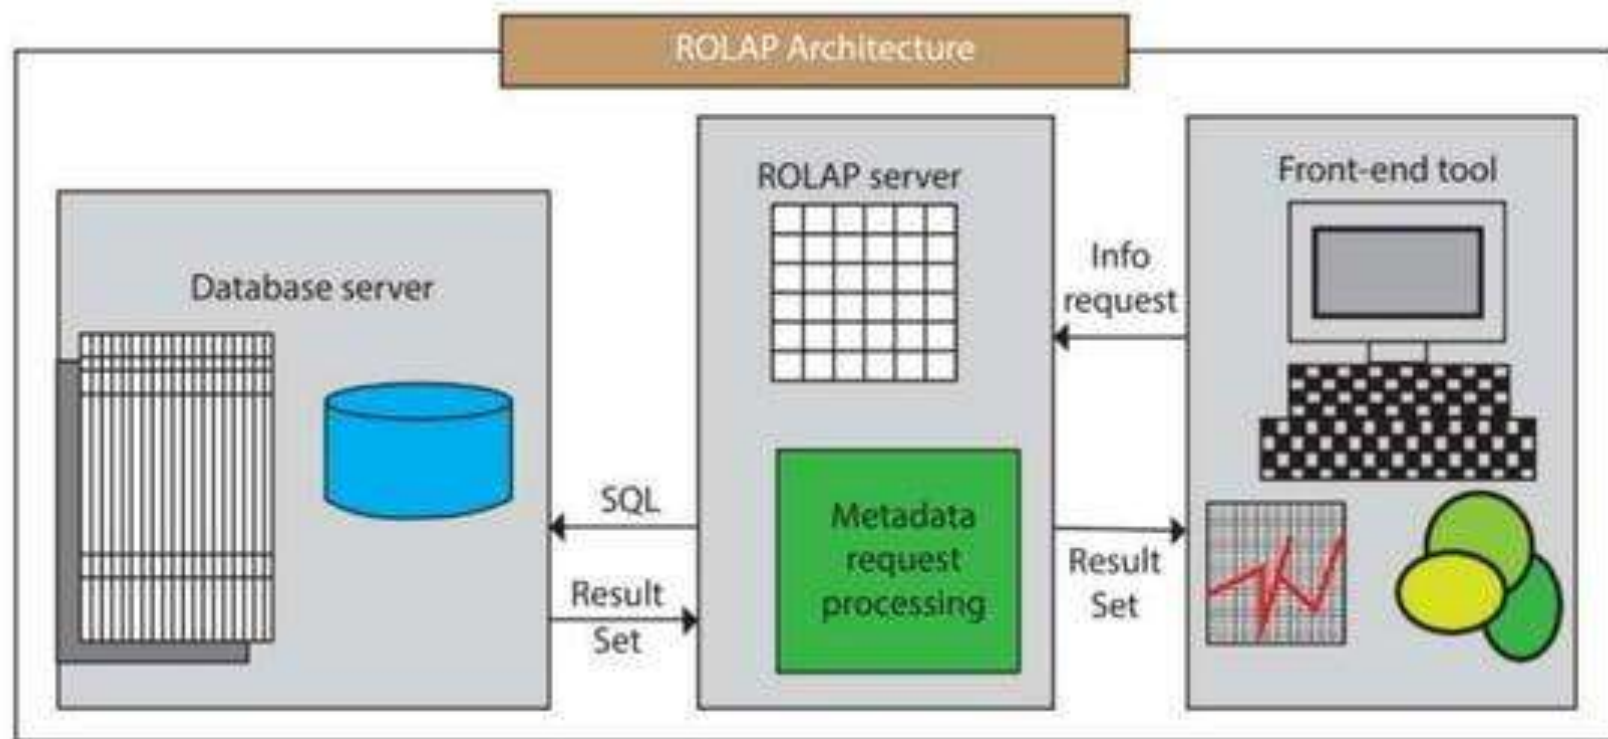 ROLAP Architecture
Database server
SQL
Result
Set
ROLAP server
Metadata
request
processing
Info
request
Result
Set
Front-end tool